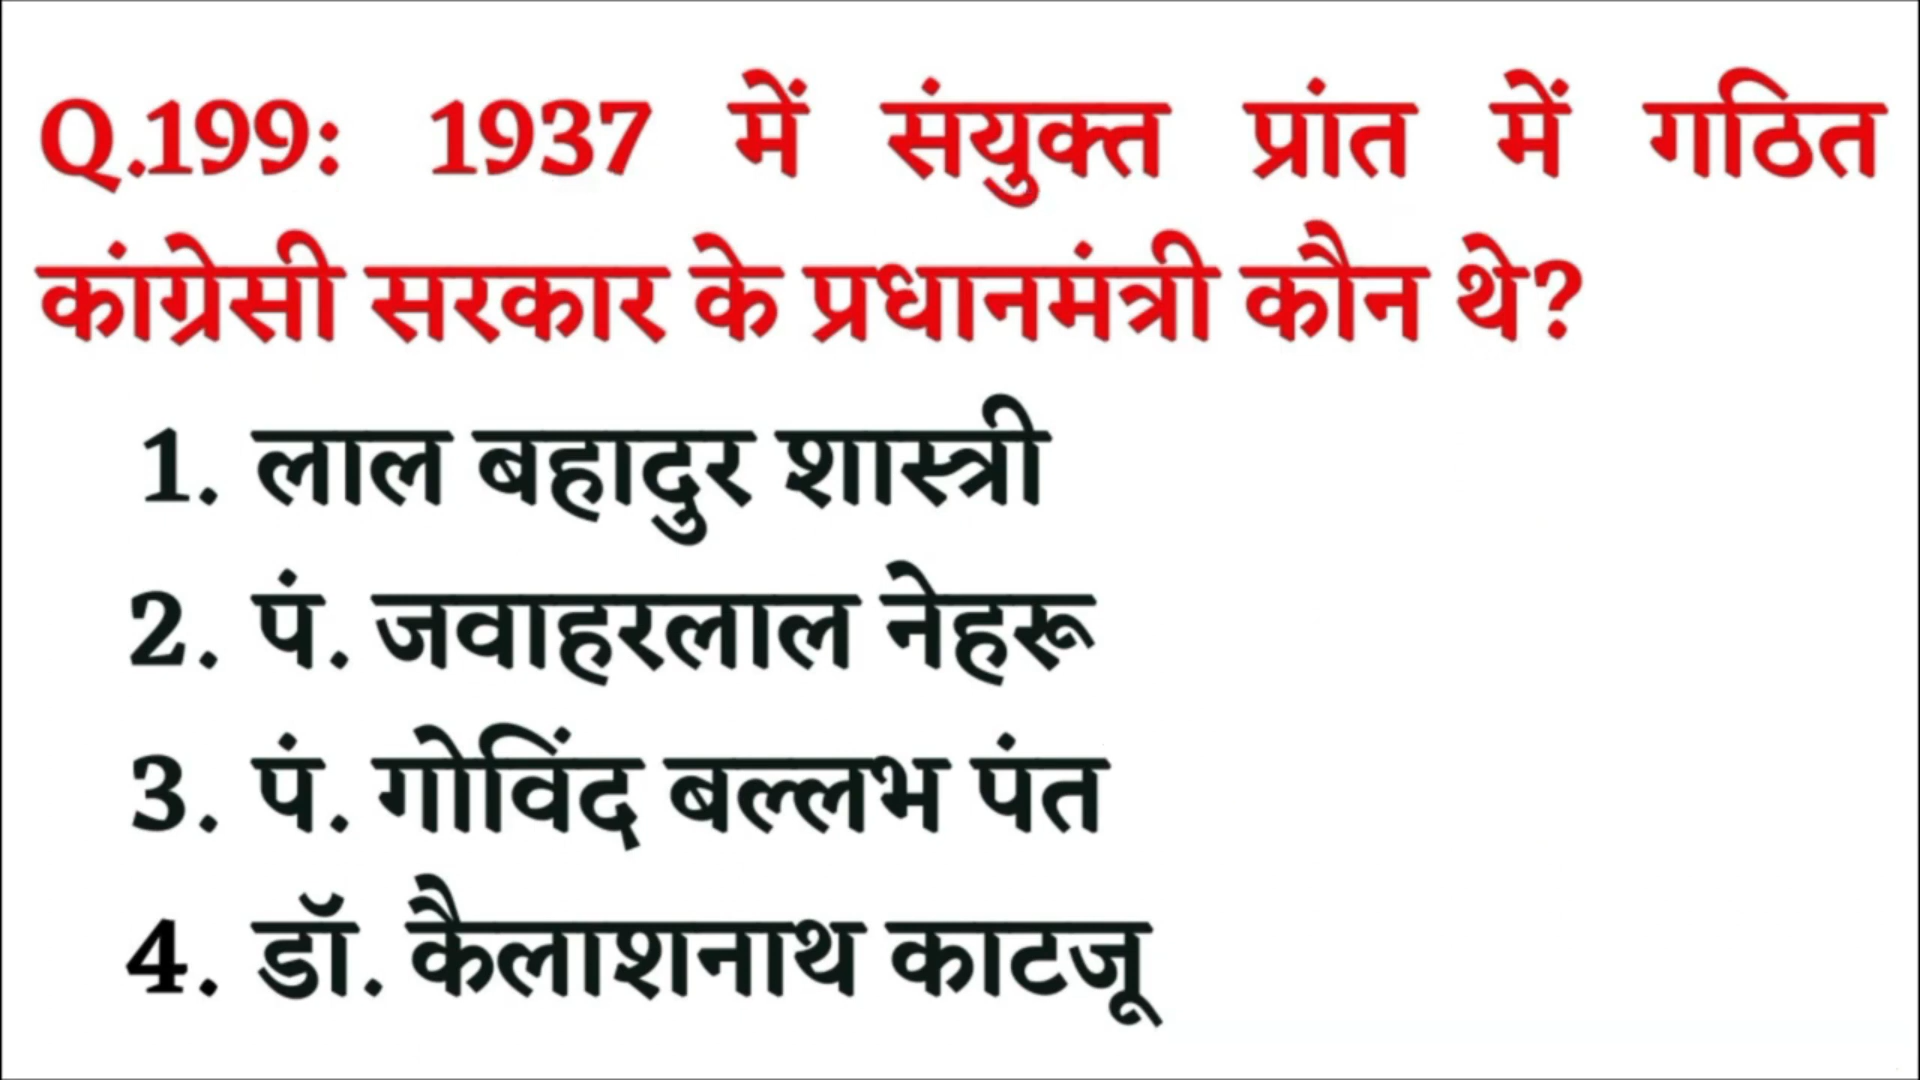 Q.199: 1937 में संयुक्त प्रांत में गठित
कांग्रेसी सरकार के प्रधानमंत्री कौन थे?
1. लाल बहादुर शास्त्री
2. पं. जवाहरलाल नेहरू
3. पं. गोविंद बल्लभ पंत
4. डॉ. कैलाशनाथ काटजू